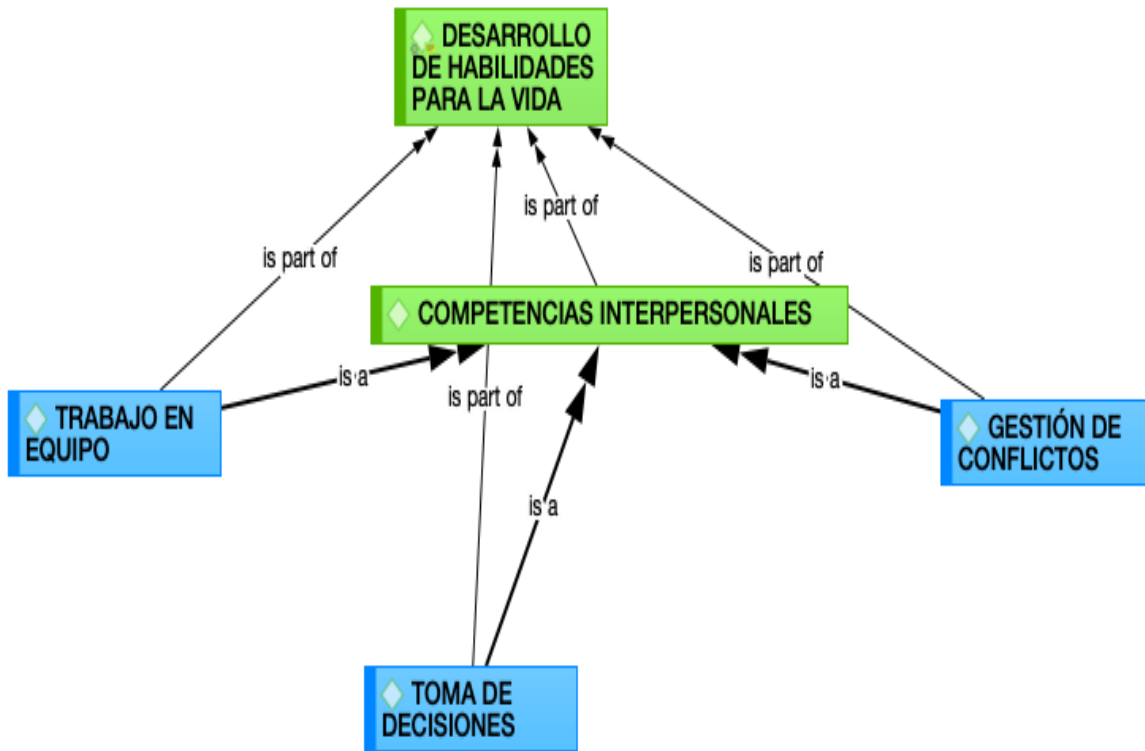 DESARROLLO
DE HABILIDADES
PARA LA VIDA
is part of
is part of
is part of
COMPETENCIAS INTERPERSONALES
is a
is a
is part of
TRABAJO EN
EQUIPO
GESTIÓN DE
CONFLICTOS
is a
TOMA DE
DECISIONES